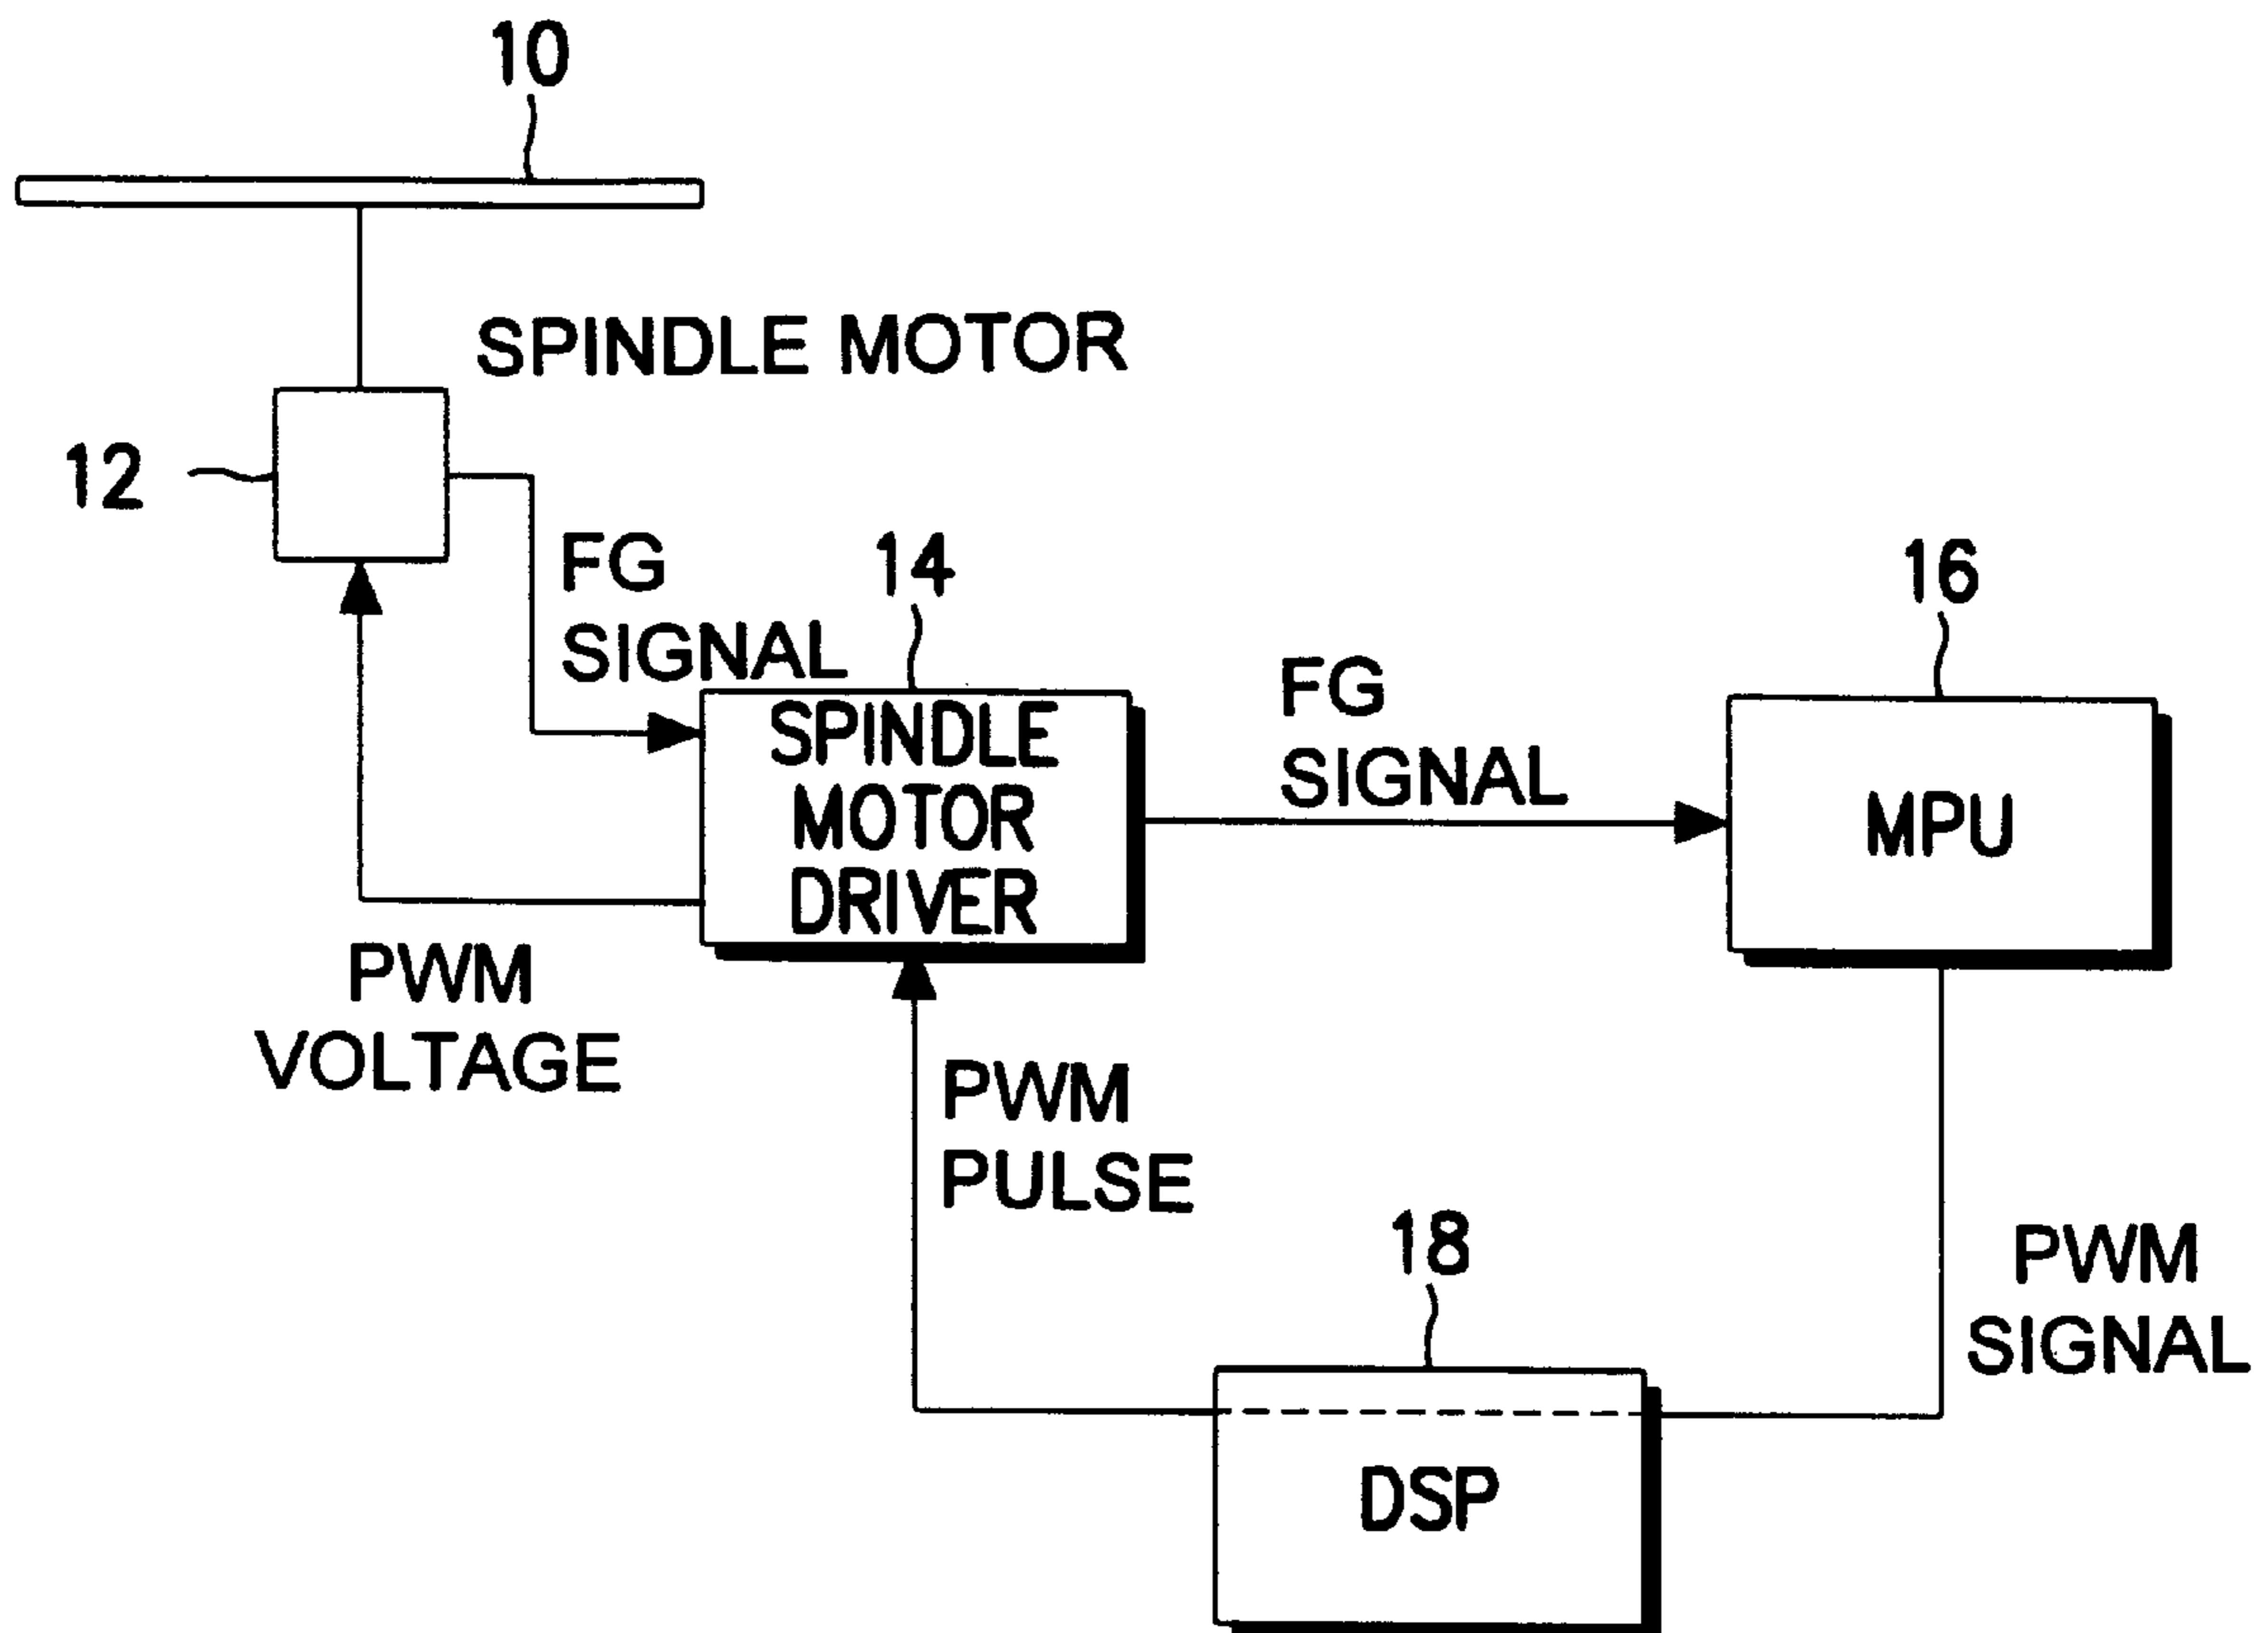 10
SPINDLE MOTOR
12
FG
SIGNAL
14
16
SPINDLE
MOTOR
DRIVER
FG
SIGNAL
MPU
PWM
VOLTAGE
PWM
PULSE
18
PWM
SIGNAL
DSP